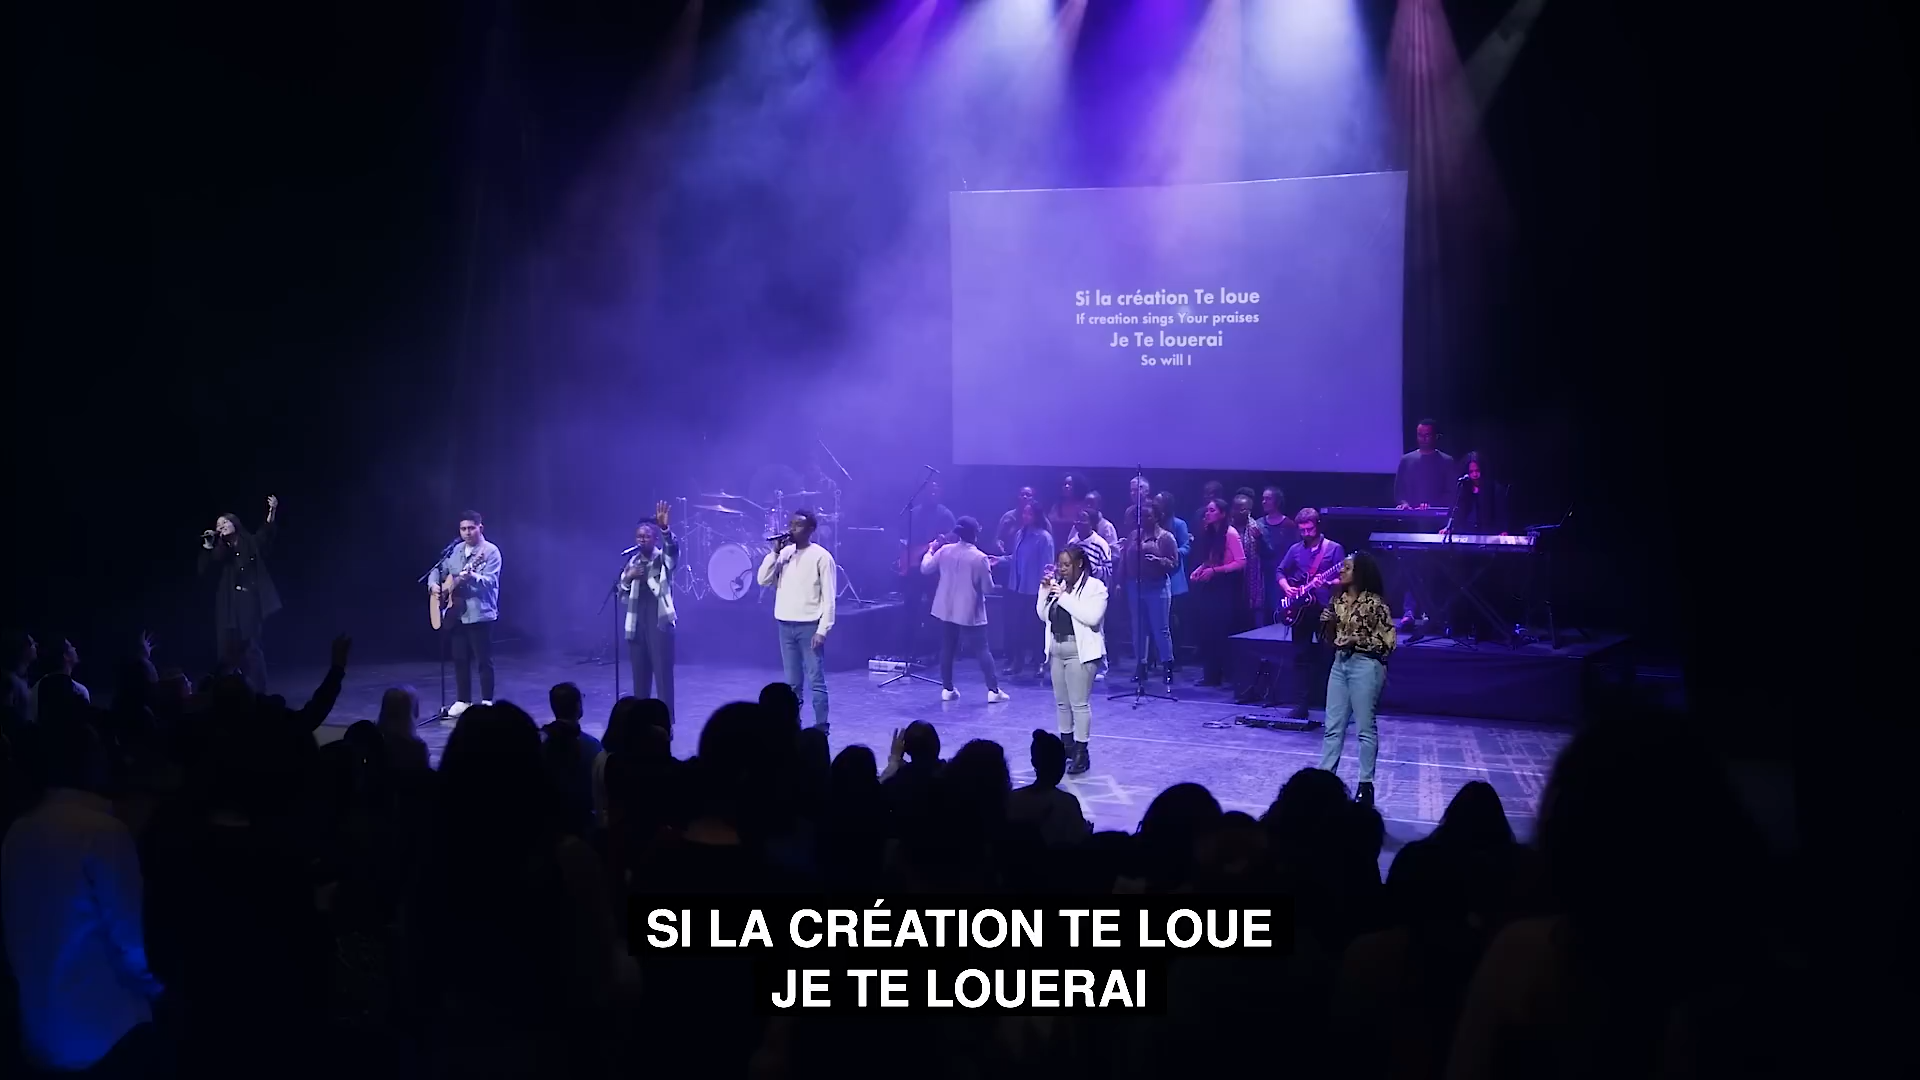 Si la création Te loue
If creation sings Your praises
Je Te louerai
So will I
SI LA CRÉATION TE LOUE
JE TE LOUERAI